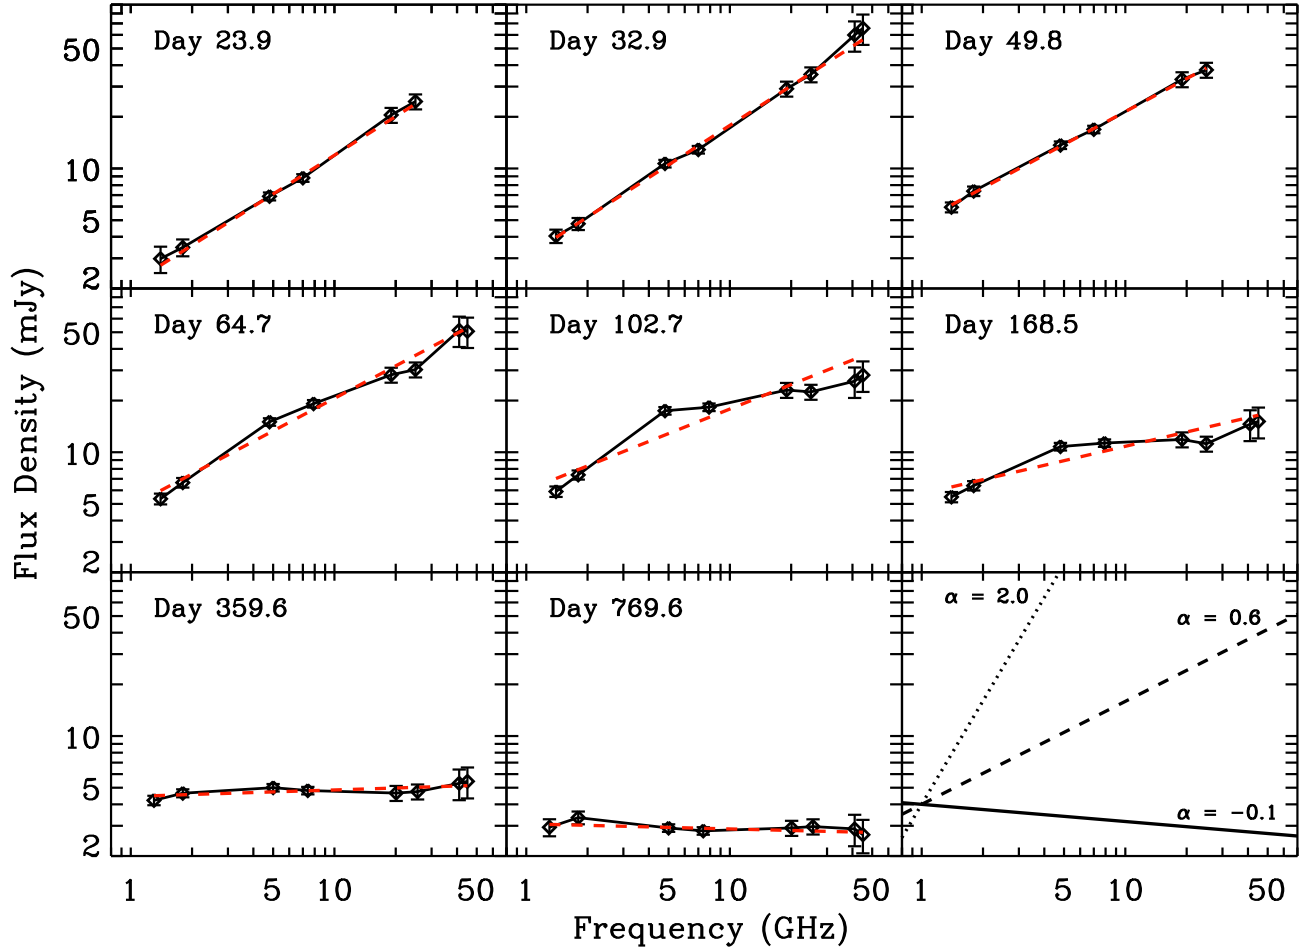 Day 23.9
Day 32.9
Day 49.8
50
10
5
2
Day 64.7
Day 102.7
Day 168.5
50
10
5
2
Day 359.6
Day 769.6
α = 2.0
α = 0.6
α = −0.1
50
10
5
2
1 5 10 50
1 5 10 50
1 5 10 50
Frequency (GHz)
Flux Density (mJy)